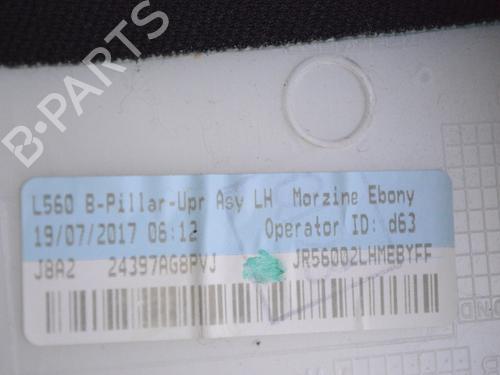 B-PARTS
L560 B-Pillar-Upr Asy LH Morzine Ebony
19/07/2017 06:12 Operator ID: d63
J8A2 24397AG8PVJ JR56002LHMEBYFF